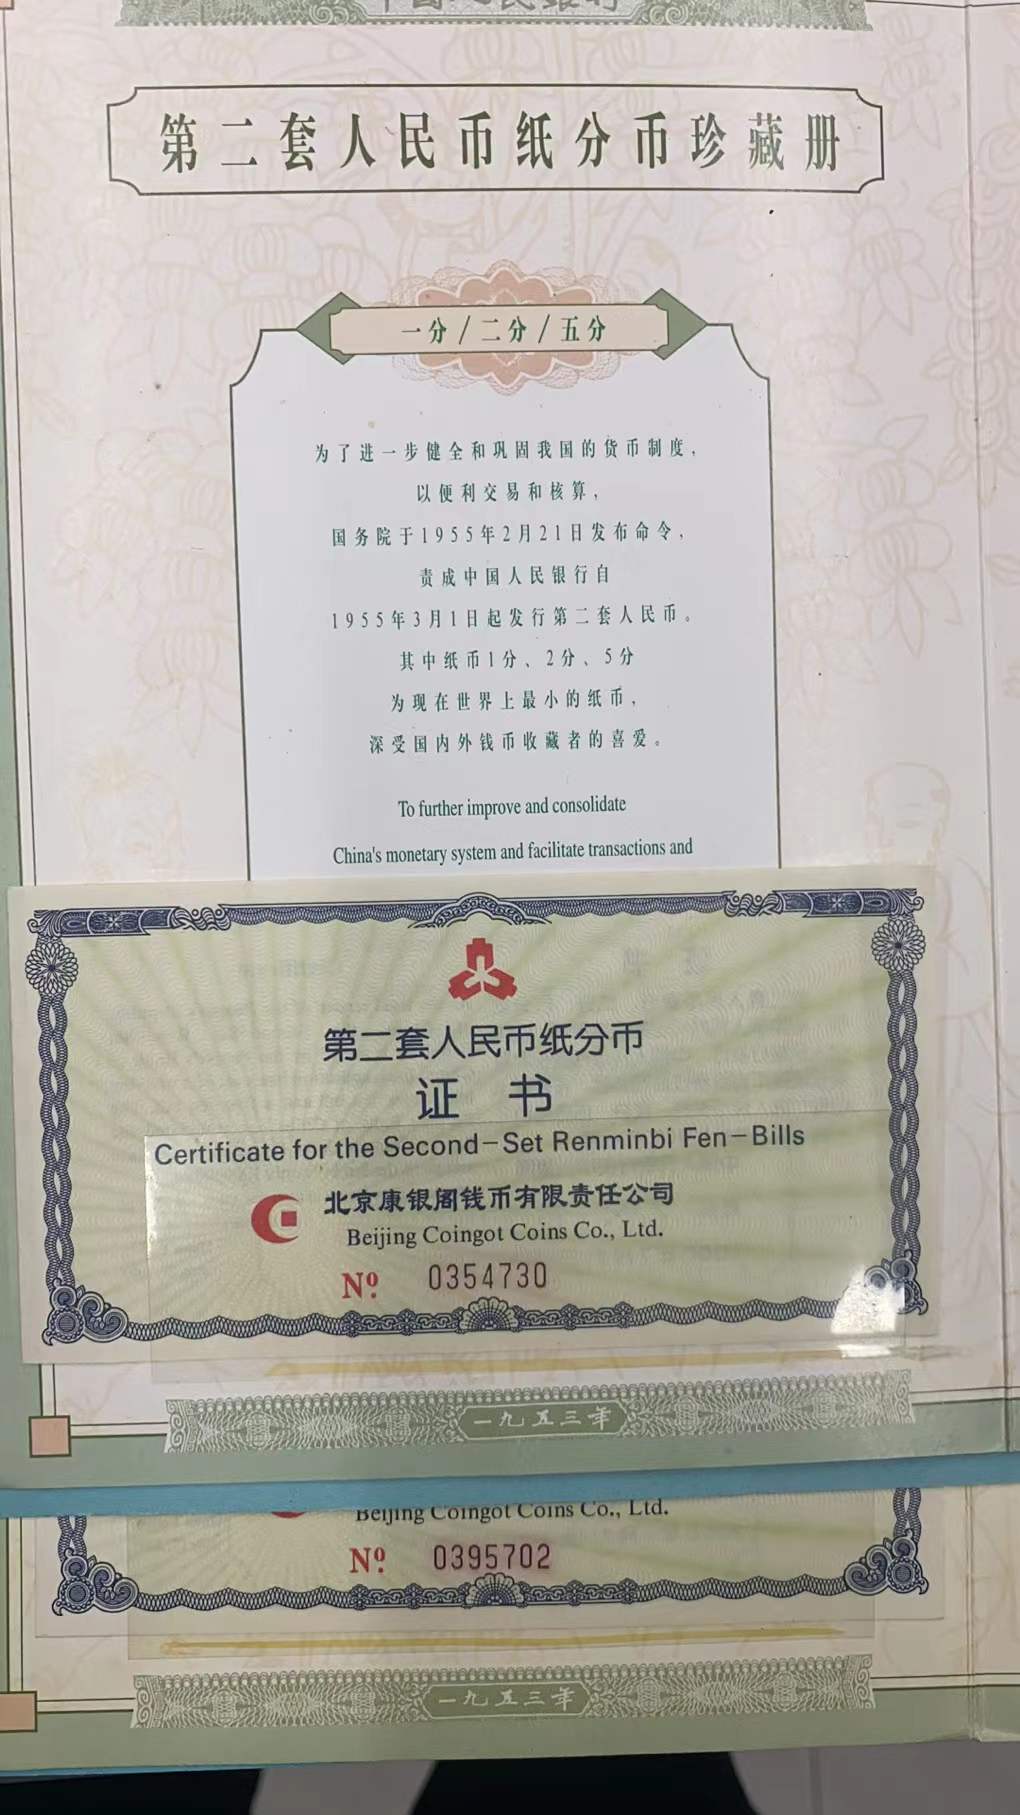 中国人民银行
第二套人民币纸分币珍藏册
一分/二分/五分
为了进一步健全和巩固我国的货币制度，
以便利交易和核算，
国务院于1955年2月21日发布命令，
责成中国人民银行自
1955年3月1日起发行第二套人民币。
其中纸币1分、2分、5分
为现在世界上最小的纸币，
深受国内外钱币收藏者的喜爱。
To further improve and consolidate
China's monetary system and facilitate transactions and
第二套人民币纸分币
证 书
Certificate for the Second-Set Renminbi Fen-Bills
北京康银阁钱币有限责任公司
Beijing Coingot Coins Co., Ltd.
Nº 0354730
一九五三年
Beijing Coingot Coins Co., Ltd.
Nº 0395702
一九五三年